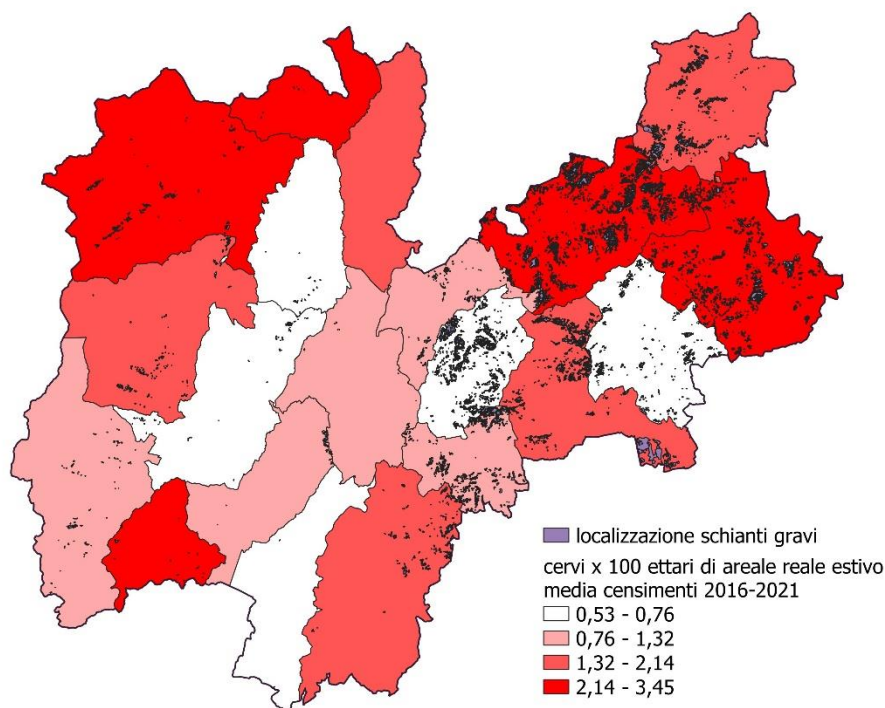 localizzazione schianti gravi
cervi x 100 ettari di areale reale estivo
media censimenti 2016-2021
0,53 - 0,76
0,76 - 1,32
1,32 - 2,14
2,14 - 3,45